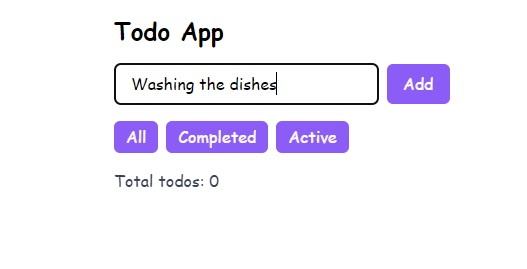 Todo App
Washing the dishes Add
All Completed Active
Total todos: 0